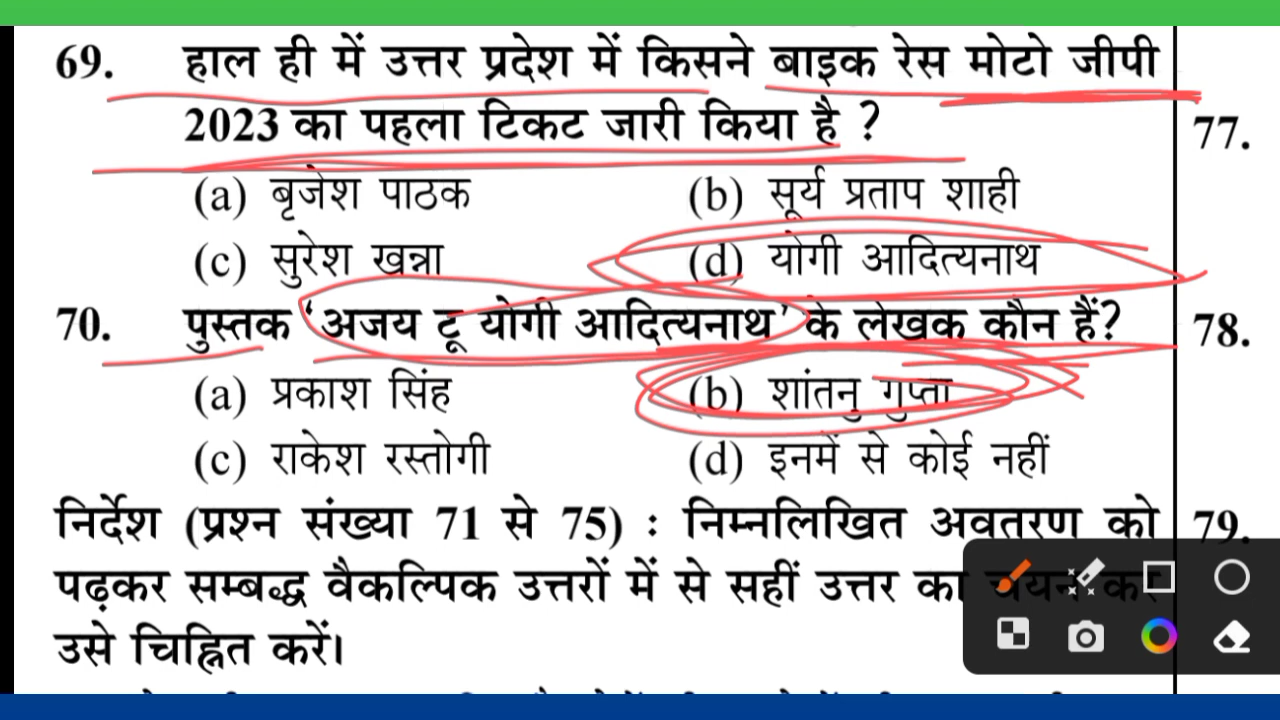 69. हाल ही में उत्तर प्रदेश में किसने बाइक रेस मोटो जीपी
2023 का पहला टिकट जारी किया है ?
(a) बृजेश पाठक (b) सूर्य प्रताप शाही
(c) सुरेश खन्ना (d) योगी आदित्यनाथ
70. पुस्तक 'अजय टू योगी आदित्यनाथ' के लेखक कौन हैं?
(a) प्रकाश सिंह (b) शांतनु गुप्ता
(c) राकेश रस्तोगी (d) इनमें से कोई नहीं
निर्देश (प्रश्न संख्या 71 से 75) : निम्नलिखित अवतरण को
पढ़कर सम्बद्ध वैकल्पिक उत्तरों में से सहीं उत्तर का चयन कर
उसे चिह्नित करें।
77.
78.
79.